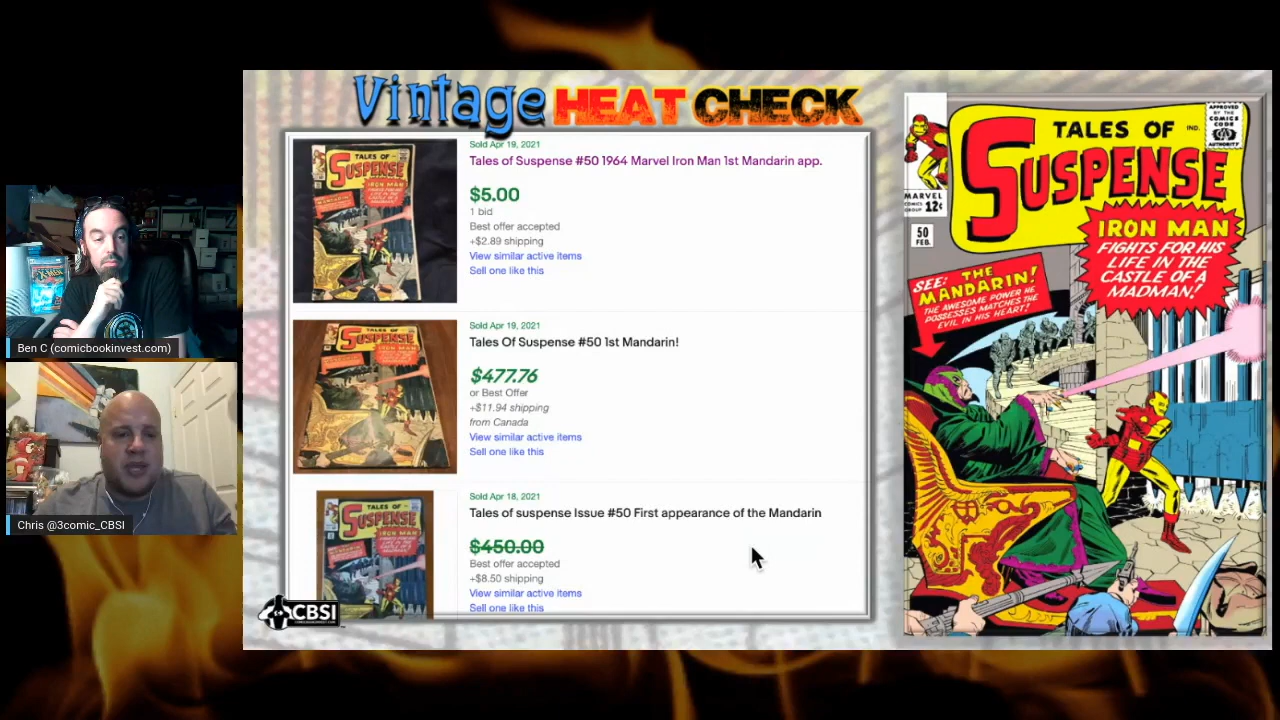 Vintage HEAT CHECK
Sold Apr 19, 2021
Tales of Suspense #50 1964 Marvel Iron Man 1st Mandarin app.
$5.00
1 bid
Best offer accepted
+$2.89 shipping
View similar active items
Sell one like this
Sold Apr 19, 2021
Tales Of Suspense #50 1st Mandarin!
$477.76
or Best Offer
+$11.94 shipping
from Canada
View similar active items
Sell one like this
Sold Apr 18, 2021
Tales of suspense Issue #50 First appearance of the Mandarin
$450.00
Best offer accepted
+$8.50 shipping
View similar active items
Sell one like this
CBSI
TALES OF
SUSPENSE
SUSPENSE
SUSPENSE
TALES OF IND.
SUSPENSE
APPROVED
BY THE
COMICS
CODE
AUTHORITY
MARVEL
COMICS
GROUP 12¢
50
FEB.
IRON MAN
FIGHTS FOR HIS
LIFE IN THE
CASTLE OF A
MADMAN!
SEE: THE
MANDARIN!
THE AWESOME POWER HE
POSSESSES MATCHES THE
EVIL IN HIS HEART!
Ben C (comicbookinvest.com)
Chris @3comic_CBSI